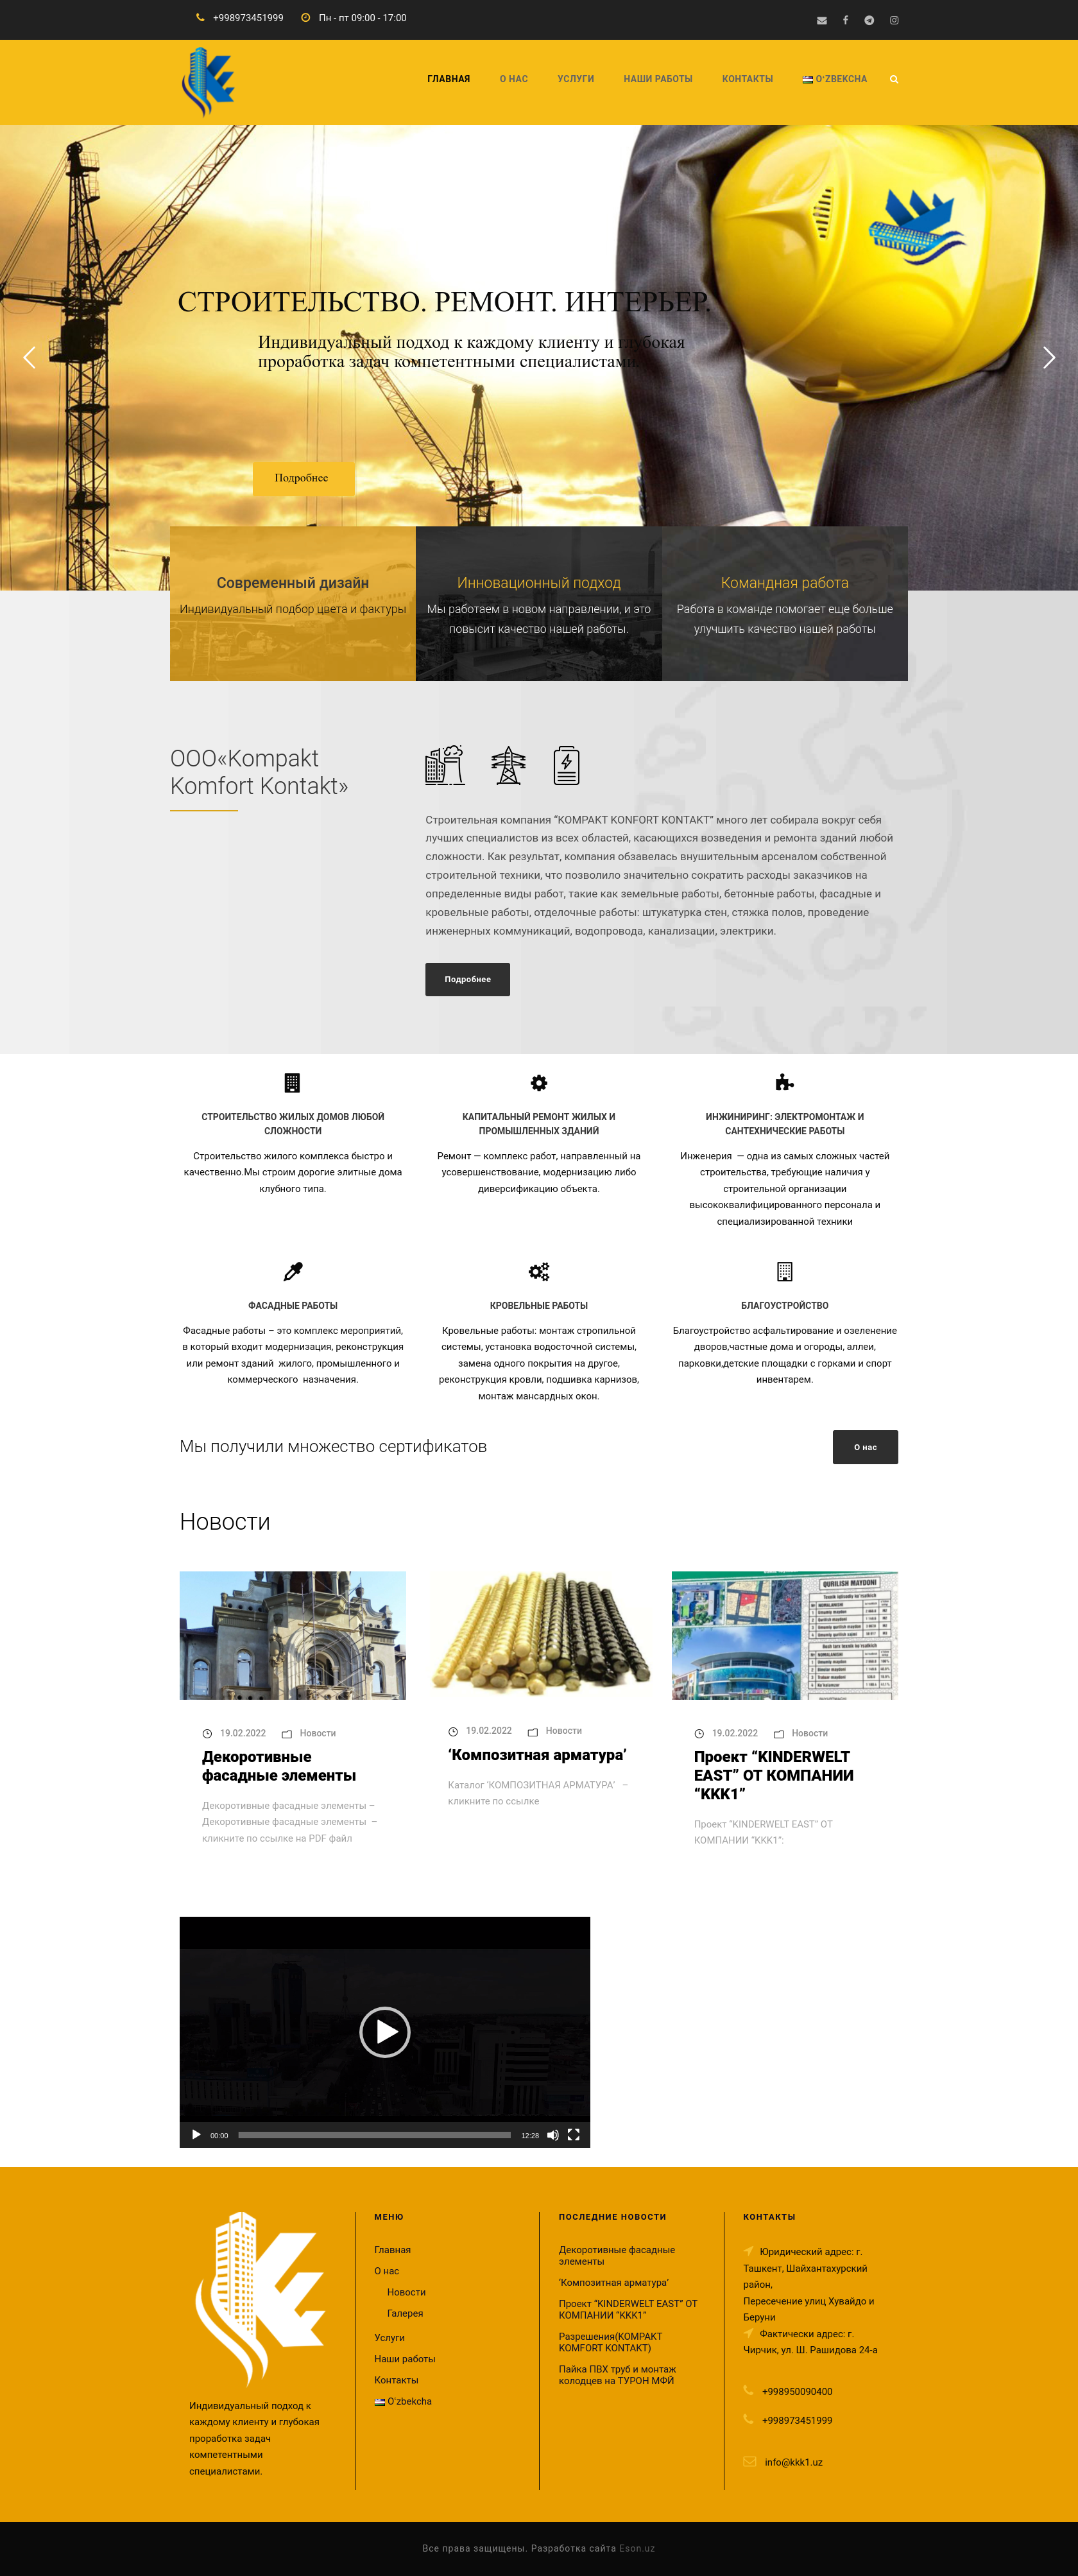 +998973451999 Пн - пт 09:00 - 17:00
ГЛАВНАЯ О НАС УСЛУГИ НАШИ РАБОТЫ КОНТАКТЫ O‘ZBEKCHA
СТРОИТЕЛЬСТВО. РЕМОНТ. ИНТЕРЬЕР.
Индивидуальный подход к каждому клиенту и глубокая
проработка задач компетентными специалистами.
Подробнее
Современный дизайн
Индивидуальный подбор цвета и фактуры
Инновационный подход
Мы работаем в новом направлении, и это
повысит качество нашей работы.
Командная работа
Работа в команде помогает еще больше
улучшить качество нашей работы
ООО«Kompakt
Komfort Kontakt»
Строительная компания “KOMPAKT KONFORT KONTAKT” много лет собирала вокруг себя
лучших специалистов из всех областей, касающихся возведения и ремонта зданий любой
сложности. Как результат, компания обзавелась внушительным арсеналом собственной
строительной техники, что позволило значительно сократить расходы заказчиков на
определенные виды работ, такие как земельные работы, бетонные работы, фасадные и
кровельные работы, отделочные работы: штукатурка стен, стяжка полов, проведение
инженерных коммуникаций, водопровода, канализации, электрики.
Подробнее
СТРОИТЕЛЬСТВО ЖИЛЫХ ДОМОВ ЛЮБОЙ
СЛОЖНОСТИ
Строительство жилого комплекса быстро и
качественно.Мы строим дорогие элитные дома
клубного типа.
КАПИТАЛЬНЫЙ РЕМОНТ ЖИЛЫХ И
ПРОМЫШЛЕННЫХ ЗДАНИЙ
Ремонт — комплекс работ, направленный на
усовершенствование, модернизацию либо
диверсификацию объекта.
ИНЖИНИРИНГ: ЭЛЕКТРОМОНТАЖ И
САНТЕХНИЧЕСКИЕ РАБОТЫ
Инженерия — одна из самых сложных частей
строительства, требующие наличия у
строительной организации
высококвалифицированного персонала и
специализированной техники
ФАСАДНЫЕ РАБОТЫ
Фасадные работы – это комплекс мероприятий,
в который входит модернизация, реконструкция
или ремонт зданий жилого, промышленного и
коммерческого назначения.
КРОВЕЛЬНЫЕ РАБОТЫ
Кровельные работы: монтаж стропильной
системы, установка водосточной системы,
замена одного покрытия на другое,
реконструкция кровли, подшивка карнизов,
монтаж мансардных окон.
БЛАГОУСТРОЙСТВО
Благоустройство асфальтирование и озеленение
дворов,частные дома и огороды, аллеи,
парковки,детские площадки с горками и спорт
инвентарем.
Мы получили множество сертификатов
О нас
Новости
QURILISH MAYDONI
19.02.2022 Новости
Декоротивные
фасадные элементы
Декоротивные фасадные элементы –
Декоротивные фасадные элементы –
кликните по ссылке на PDF файл
19.02.2022 Новости
‘Композитная арматура’
Каталог ‘КОМПОЗИТНАЯ АРМАТУРА’ –
кликните по ссылке
19.02.2022 Новости
Проект “KINDERWELT
EAST” ОТ КОМПАНИИ
“KKK1”
Проект “KINDERWELT EAST” ОТ
КОМПАНИИ “KKK1”:
00:00 12:28
Индивидуальный подход к
каждому клиенту и глубокая
проработка задач
компетентными
специалистами.
МЕНЮ
Главная
О нас
Новости
Галерея
Услуги
Наши работы
Контакты
O‘zbekcha
ПОСЛЕДНИЕ НОВОСТИ
Декоротивные фасадные
элементы
‘Композитная арматура’
Проект “KINDERWELT EAST” ОТ
КОМПАНИИ “KKK1”
Разрешения(KOMPAKT
KOMFORT KONTAKT)
Пайка ПВХ труб и монтаж
колодцев на ТУРОН МФЙ
КОНТАКТЫ
Юридический адрес: г.
Ташкент, Шайхантахурский
район,
Пересечение улиц Хувайдо и
Беруни
Фактически адрес: г.
Чирчик, ул. Ш. Рашидова 24-а
+998950090400
+998973451999
info@kkk1.uz
Все права защищены. Разработка сайта Eson.uz